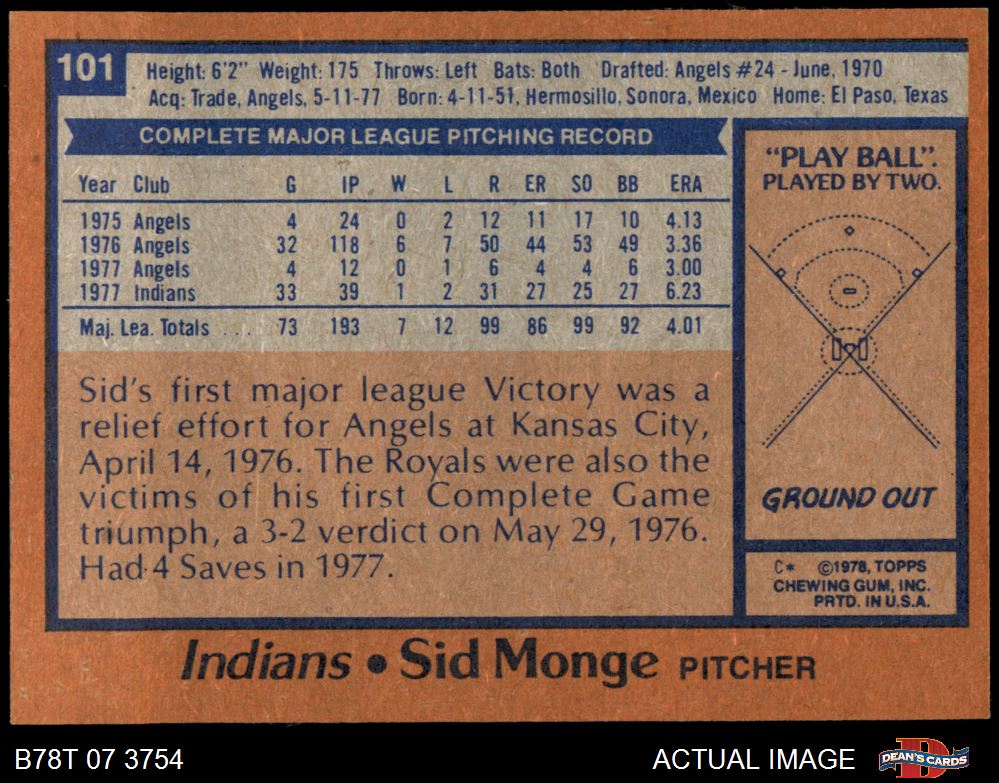 101
Height: 6'2" Weight: 175 Throws: Left Bats: Both Drafted: Angels #24 - June, 1970
Acq: Trade, Angels, 5-11-77 Born: 4-11-51, Hermosillo, Sonora, Mexico Home: El Paso, Texas
COMPLETE MAJOR LEAGUE PITCHING RECORD
Year Club G IP W L R ER SO BB ERA
1975 Angels 4 24 0 2 12 11 17 10 4.13
1976 Angels 32 118 6 7 50 44 53 49 3.36
1977 Angels 4 12 0 1 6 4 4 6 3.00
1977 Indians 33 39 1 2 31 27 25 27 6.23
Maj. Lea. Totals .... 73 193 7 12 99 86 99 92 4.01
Sid's first major league Victory was a
relief effort for Angels at Kansas City,
April 14, 1976. The Royals were also the
victims of his first Complete Game
triumph, a 3-2 verdict on May 29, 1976.
Had 4 Saves in 1977.
"PLAY BALL".
PLAYED BY TWO.
GROUND OUT
C* ©1978, TOPPS
CHEWING GUM, INC.
PRTD. IN U.S.A.
Indians • Sid Monge PITCHER
B78T 07 3754
ACTUAL IMAGE
DEAN'S CARDS